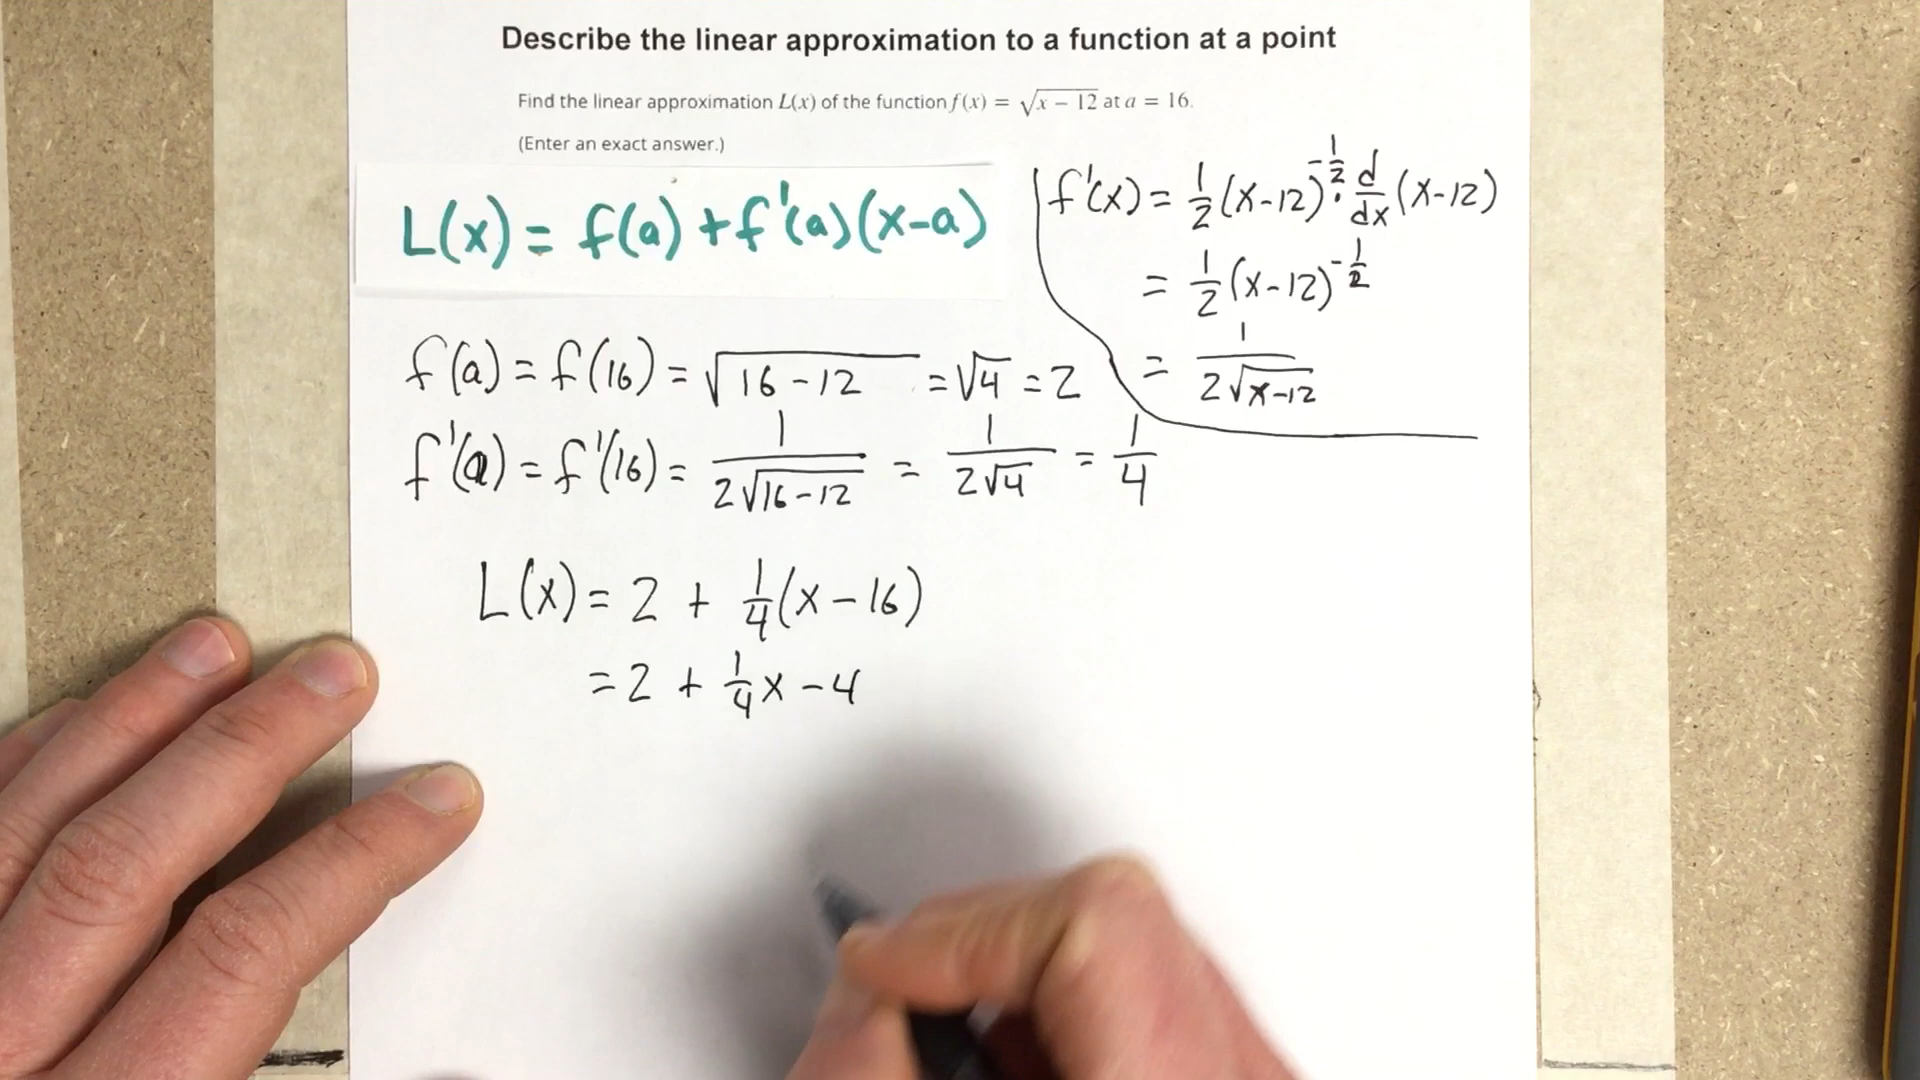 Describe the linear approximation to a function at a point
Find the linear approximation L(x) of the function f(x) = √(x − 12) at a = 16.
(Enter an exact answer.)
L(x) = f(a) + f'(a)(x-a)
f'(x) = 1/2 (x-12)^(-1/2) · d/dx (x-12)
= 1/2 (x-12)^(-1/2)
= 1/(2√(x-12))
f(a) = f(16) = √(16-12) = √4 = 2
f'(a) = f'(16) = 1/(2√(16-12)) = 1/(2√4) = 1/4
L(x) = 2 + 1/4 (x-16)
= 2 + 1/4 x - 4